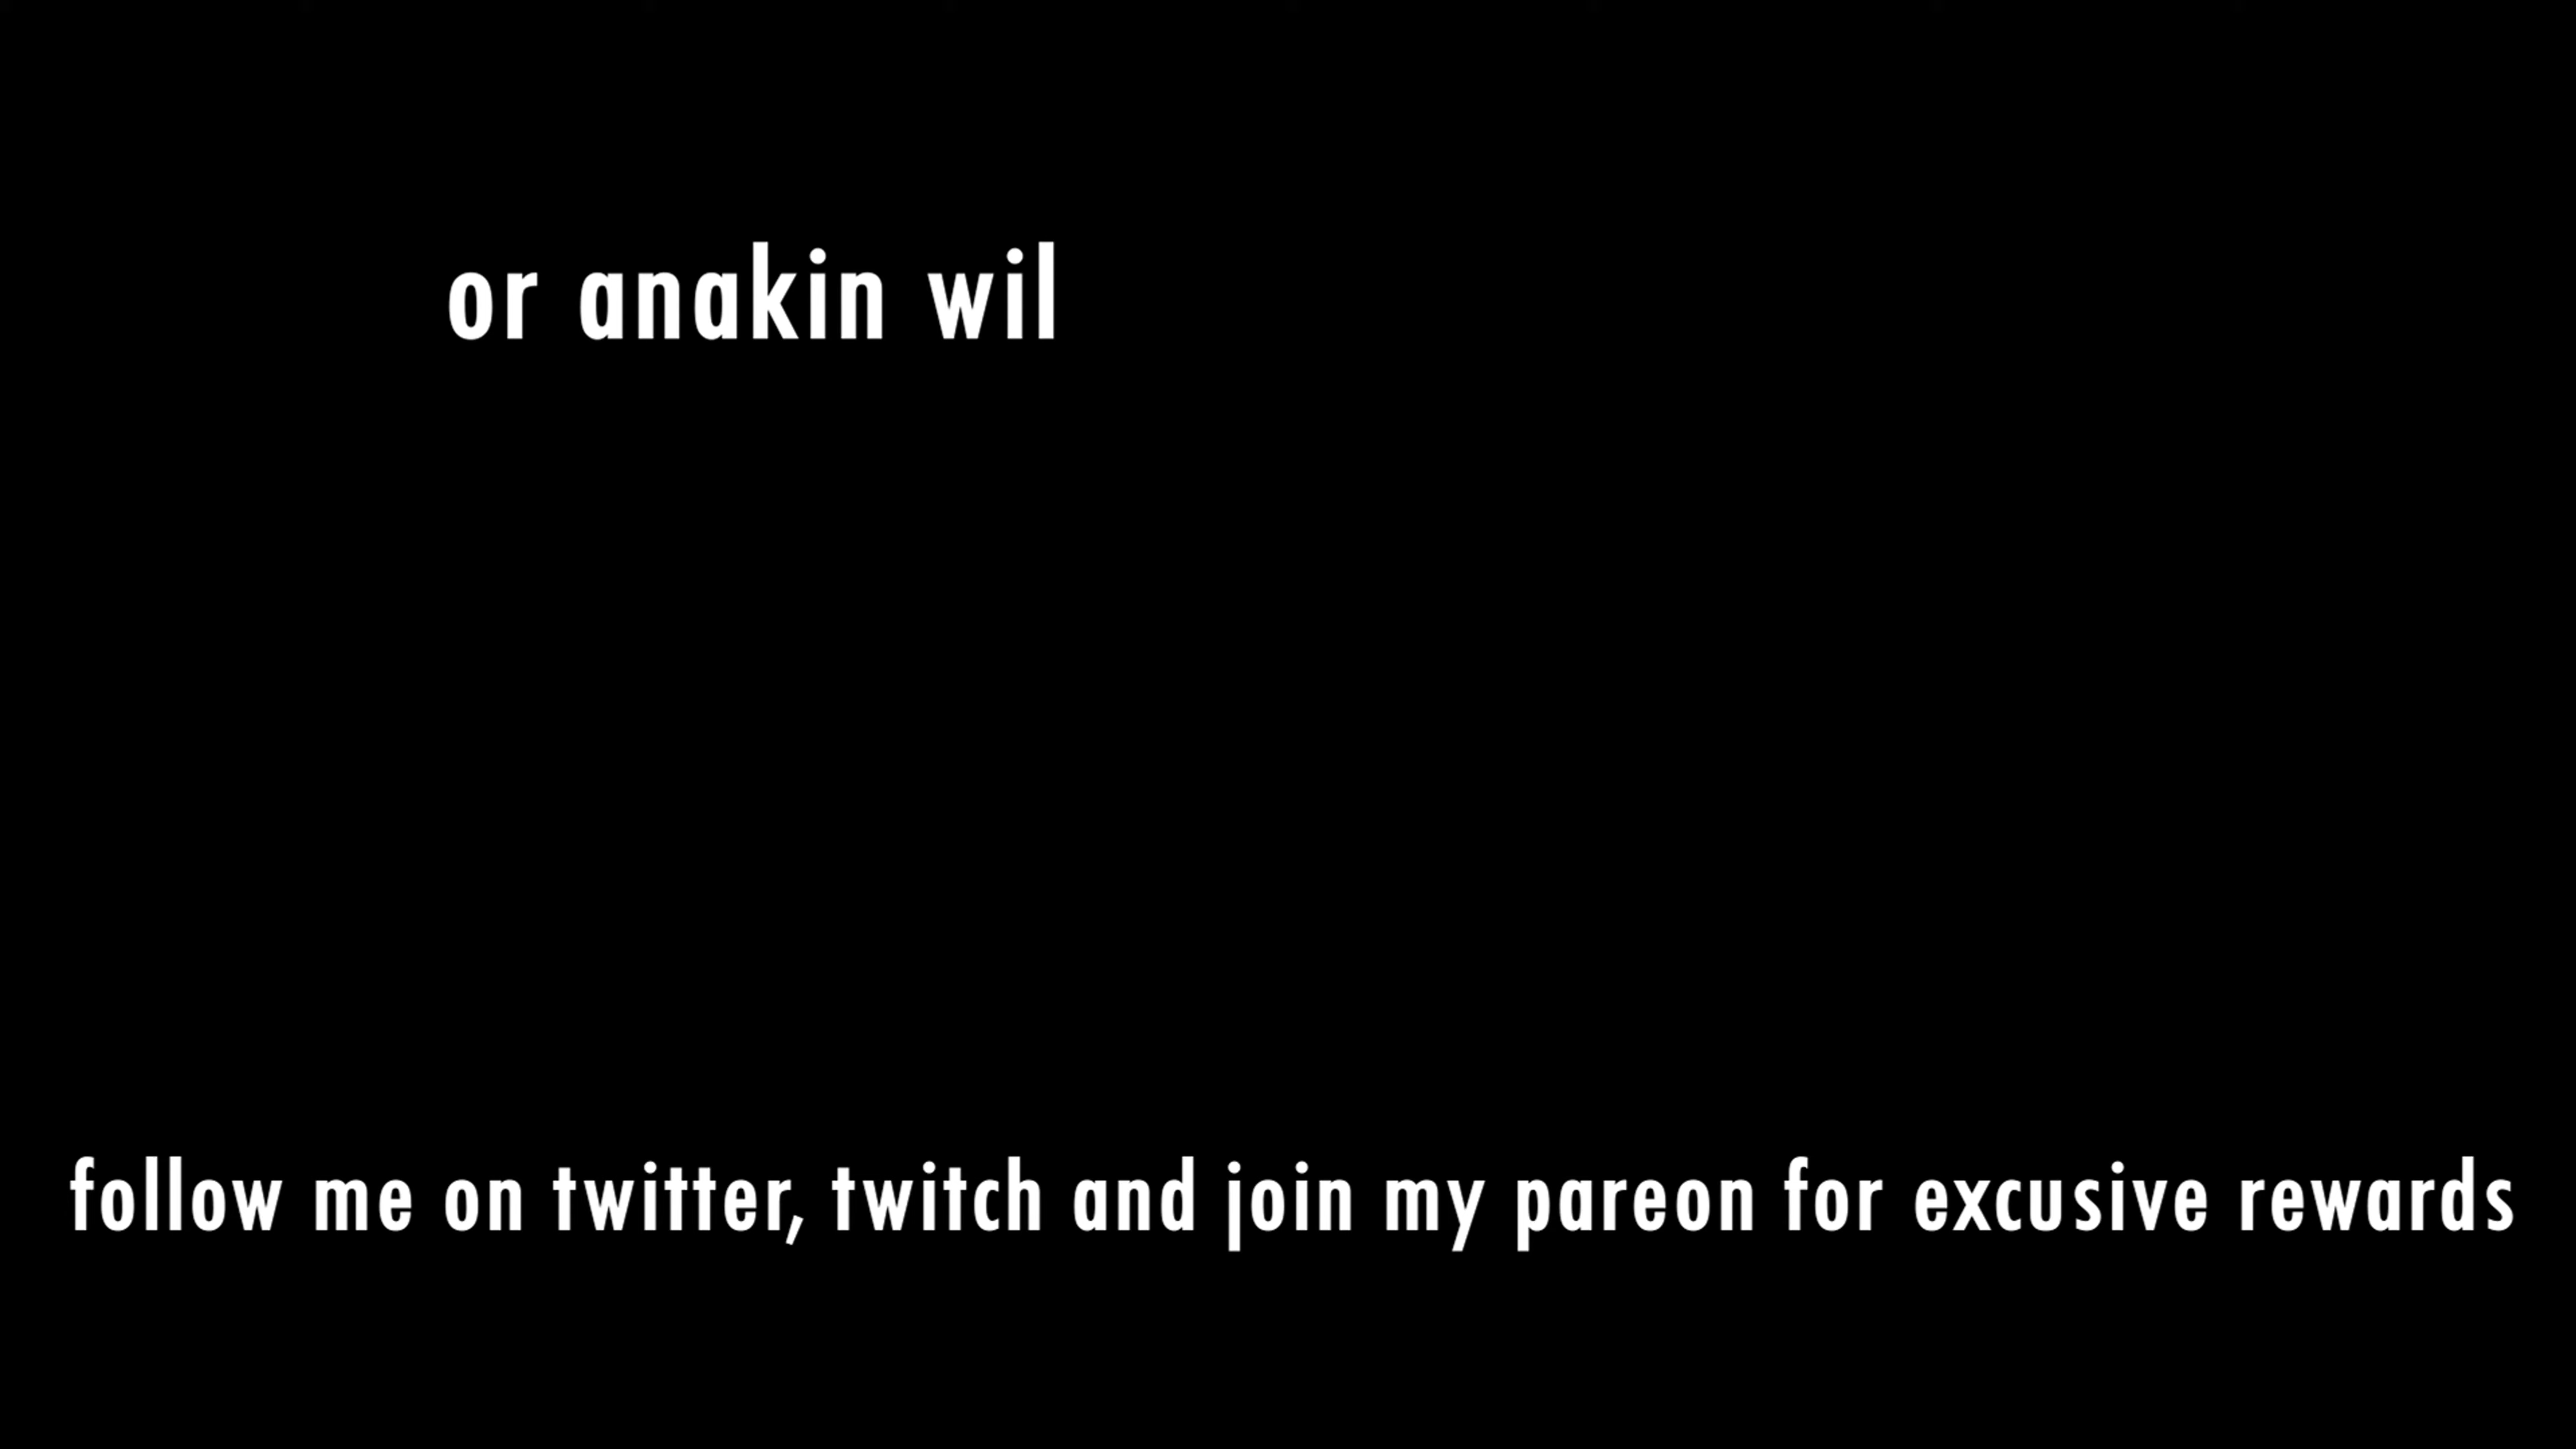 or anakin wil
follow me on twitter, twitch and join my pareon for excusive rewards